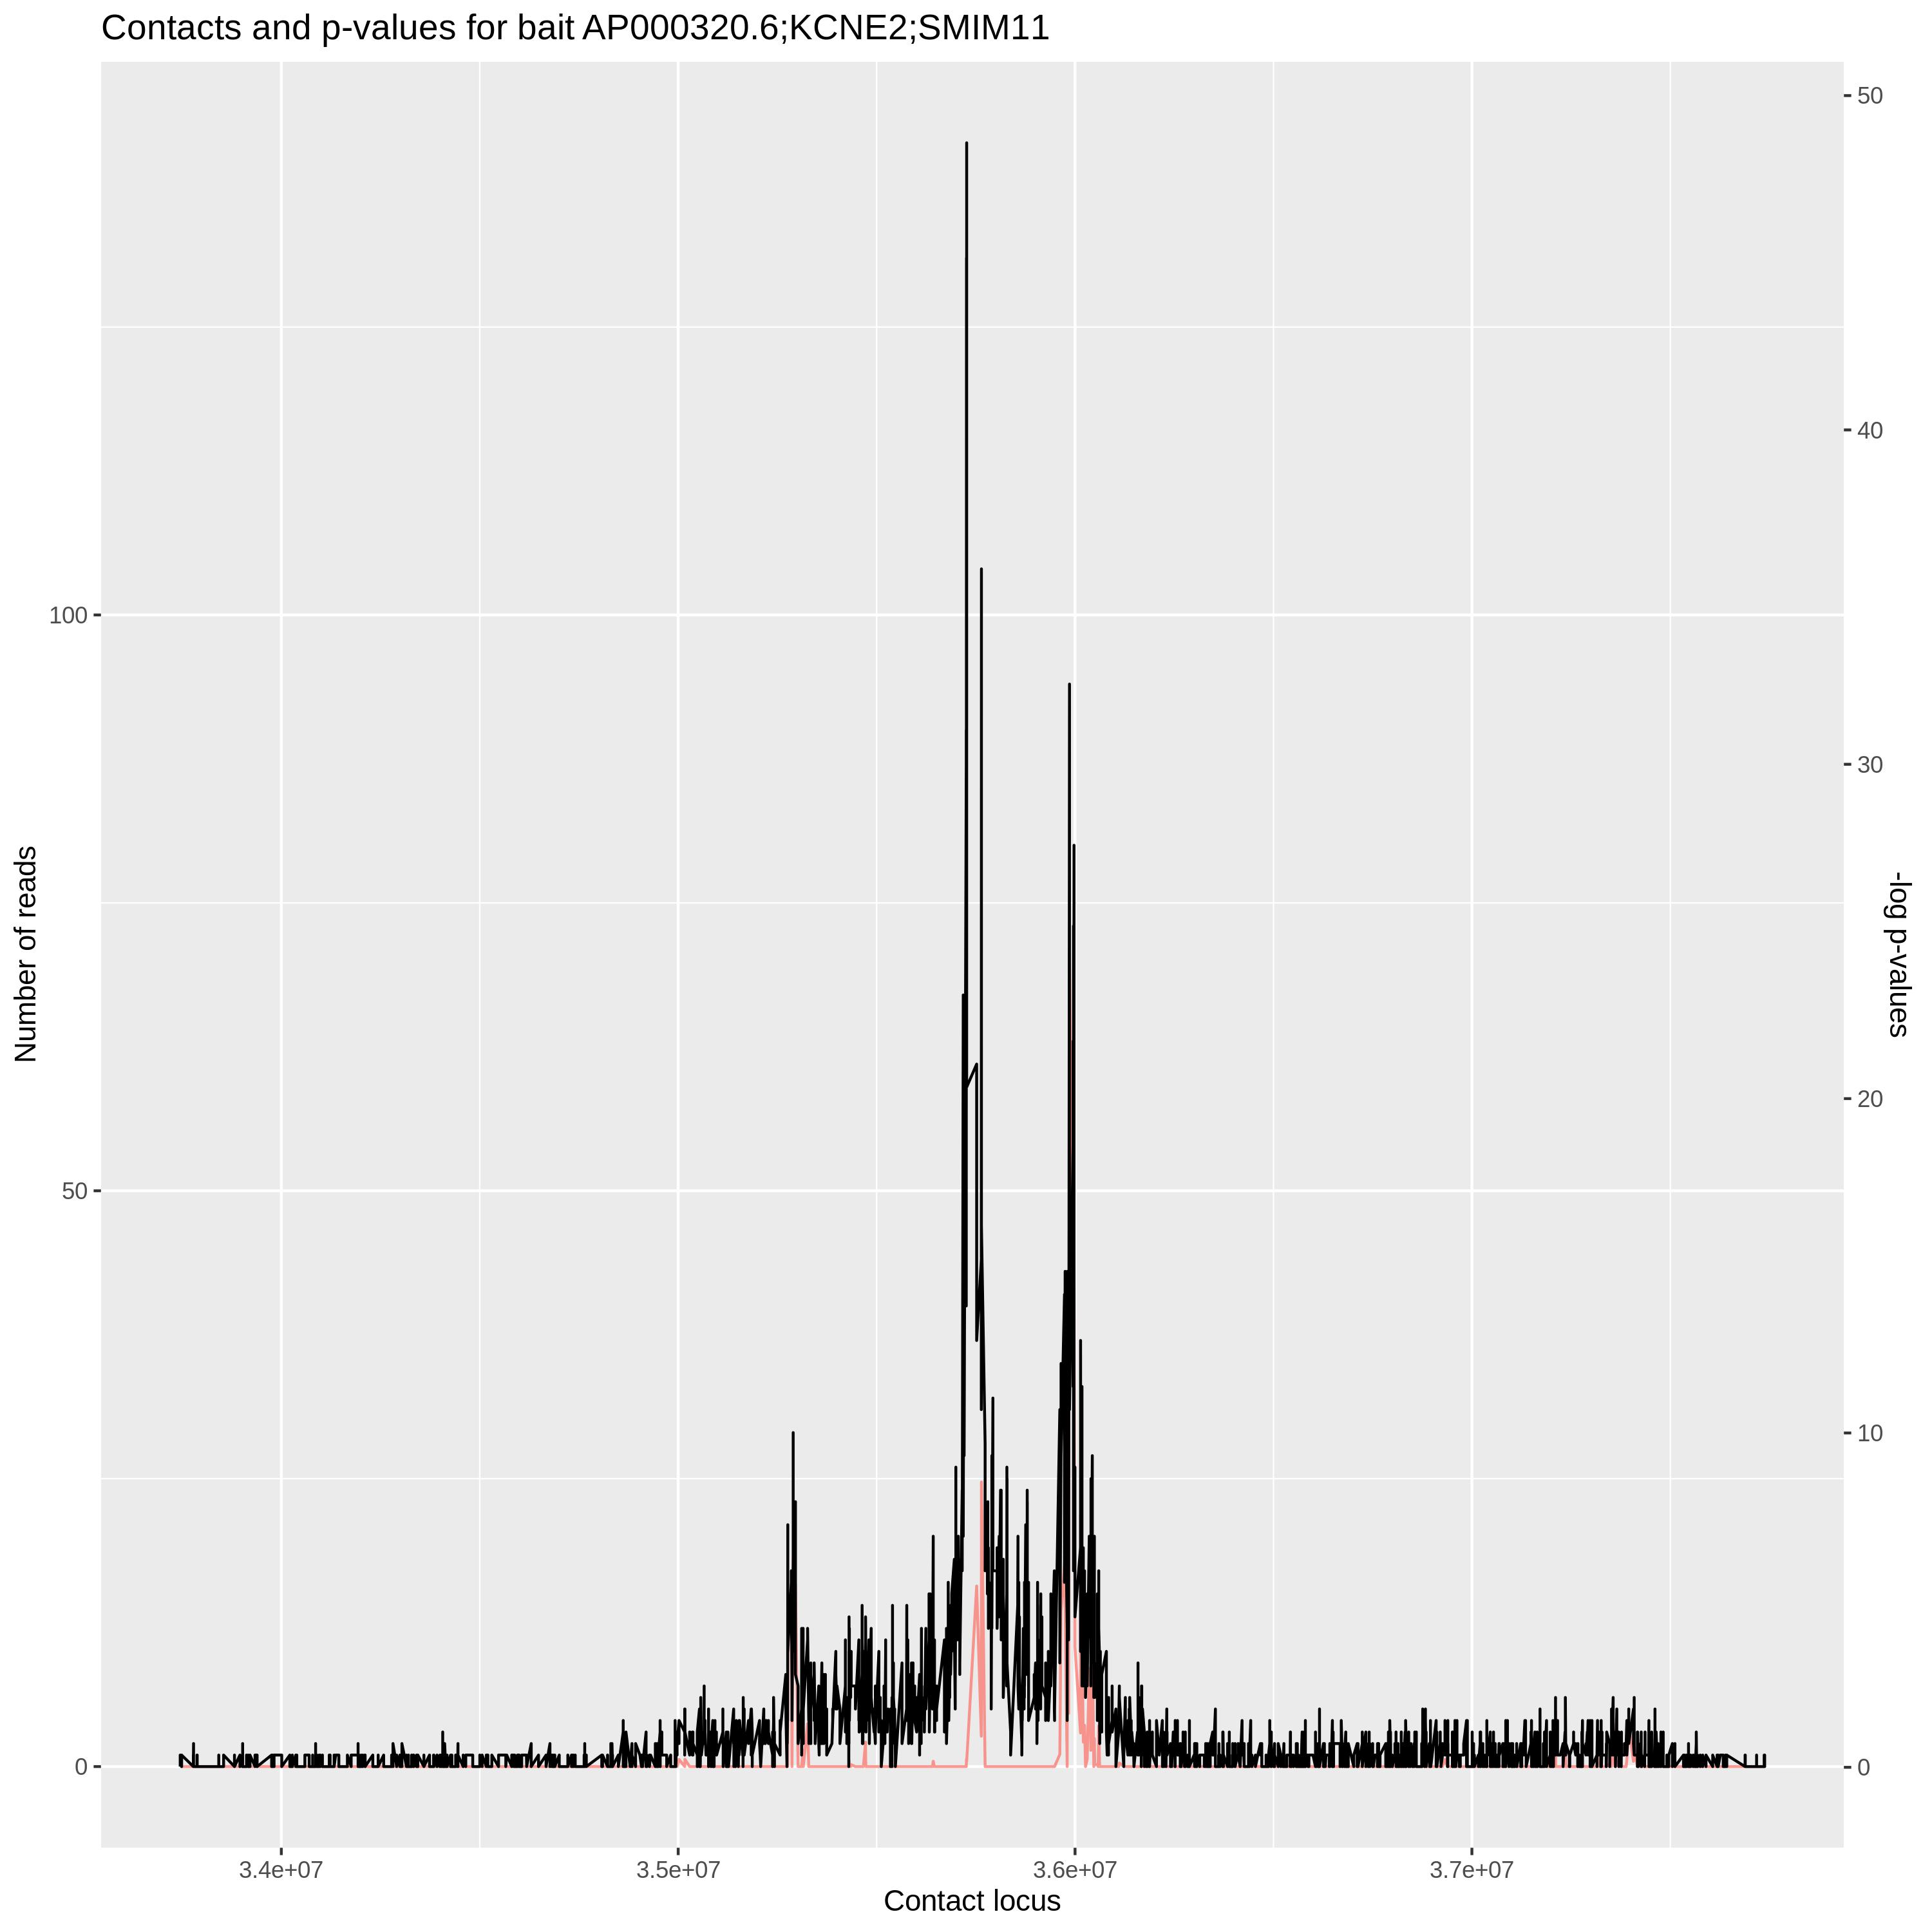 Contacts and p-values for bait AP000320.6;KCNE2;SMIM11
50
40
100
30
Number of reads
-log p-values
20
50
10
0
0
3.4e+07
3.5e+07
3.6e+07
3.7e+07
Contact locus